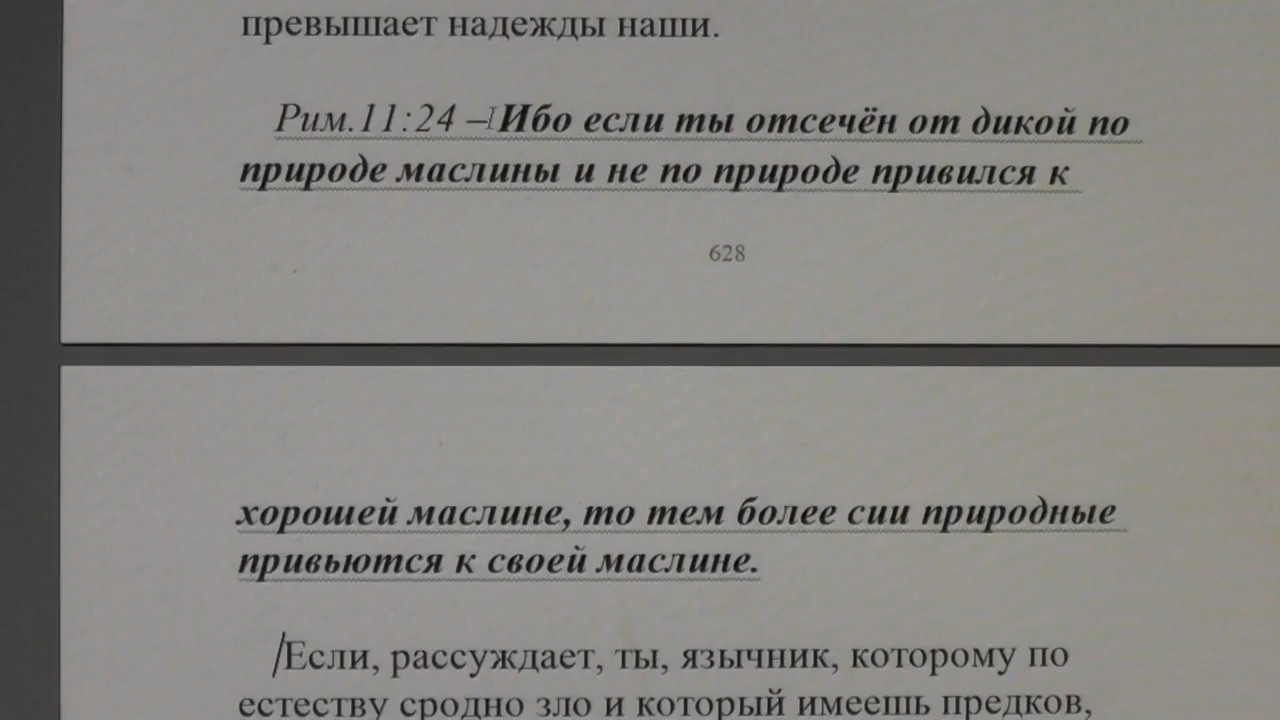 превышает надежды наши.
Рим.11:24 – Ибо если ты отсечён от дикой по
природе маслины и не по природе привился к
628
хорошей маслине, то тем более сии природные
привьются к своей маслине.
Если, рассуждает, ты, язычник, которому по
естеству сродно зло и который имеешь предков,